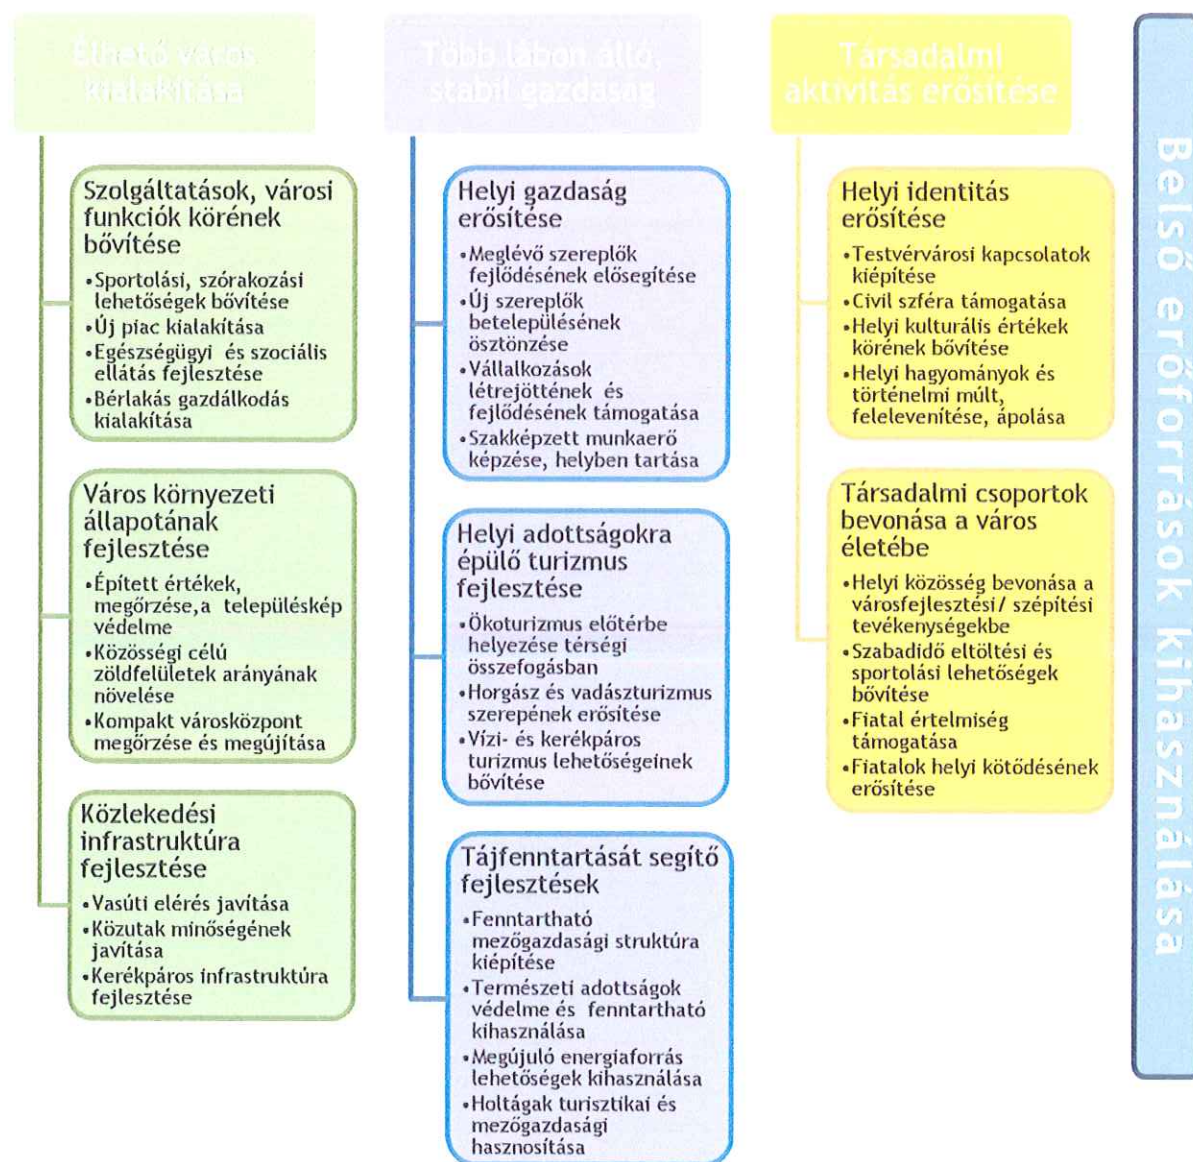 Élhető város
kialakítása
Szolgáltatások, városi
funkciók körének
bővítése
•Sportolási, szórakozási
lehetőségek bővítése
•Új piac kialakítása
•Egészségügyi és szociális
ellátás fejlesztése
•Bérlakás gazdálkodás
kialakítása
Város környezeti
állapotának
fejlesztése
•Épített értékek,
megőrzése,a településkép
védelme
•Közösségi célú
zöldfelületek arányának
növelése
•Kompakt városközpont
megőrzése és megújítása
Közlekedési
infrastruktúra
fejlesztése
•Vasúti elérés javítása
•Közutak minőségének
javítása
•Kerékpáros infrastruktúra
fejlesztése
Több lábon álló,
stabil gazdaság
Helyi gazdaság
erősítése
•Meglévő szereplők
fejlődésének elősegítése
•Új szereplők
betelepülésének
ösztönzése
•Vállalkozások
létrejöttének és
fejlődésének támogatása
•Szakképzett munkaerő
képzése, helyben tartása
Helyi adottságokra
épülő turizmus
fejlesztése
•Ökoturizmus előtérbe
helyezése térségi
összefogásban
•Horgász és vadászturizmus
szerepének erősítése
•Vízi- és kerékpáros
turizmus lehetőségeinek
bővítése
Tájfenntartását segítő
fejlesztések
•Fenntartható
mezőgazdasági struktúra
kiépítése
•Természeti adottságok
védelme és fenntartható
kihasználása
•Megújuló energiaforrás
lehetőségek kihasználása
•Holtágak turisztikai és
mezőgazdasági
hasznosítása
Társadalmi
aktivitás erősítése
Helyi identitás
erősítése
•Testvérvárosi kapcsolatok
kiépítése
•Civil szféra támogatása
•Helyi kulturális értékek
körének bővítése
•Helyi hagyományok és
történelmi múlt,
felelevenítése, ápolása
Társadalmi csoportok
bevonása a város
életébe
•Helyi közösség bevonása a
városfejlesztési/ szépítési
tevékenységekbe
•Szabadidő eltöltési és
sportolási lehetőségek
bővítése
•Fiatal értelmiség
támogatása
•Fiatalok helyi kötődésének
erősítése
Belső erőforrások kihasználása